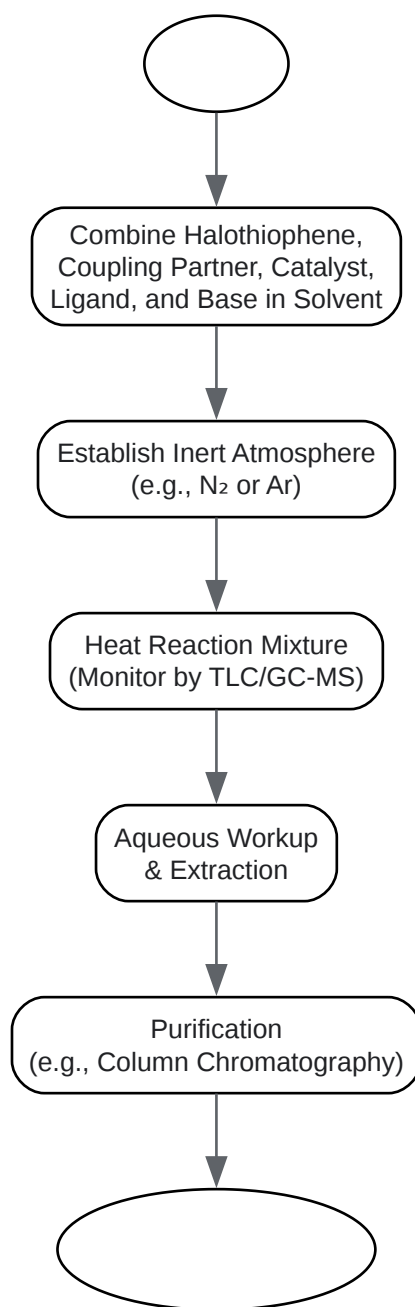 Combine Halothiophene,
Coupling Partner, Catalyst,
Ligand, and Base in Solvent
Establish Inert Atmosphere
(e.g., N₂ or Ar)
Heat Reaction Mixture
(Monitor by TLC/GC-MS)
Aqueous Workup
& Extraction
Purification
(e.g., Column Chromatography)